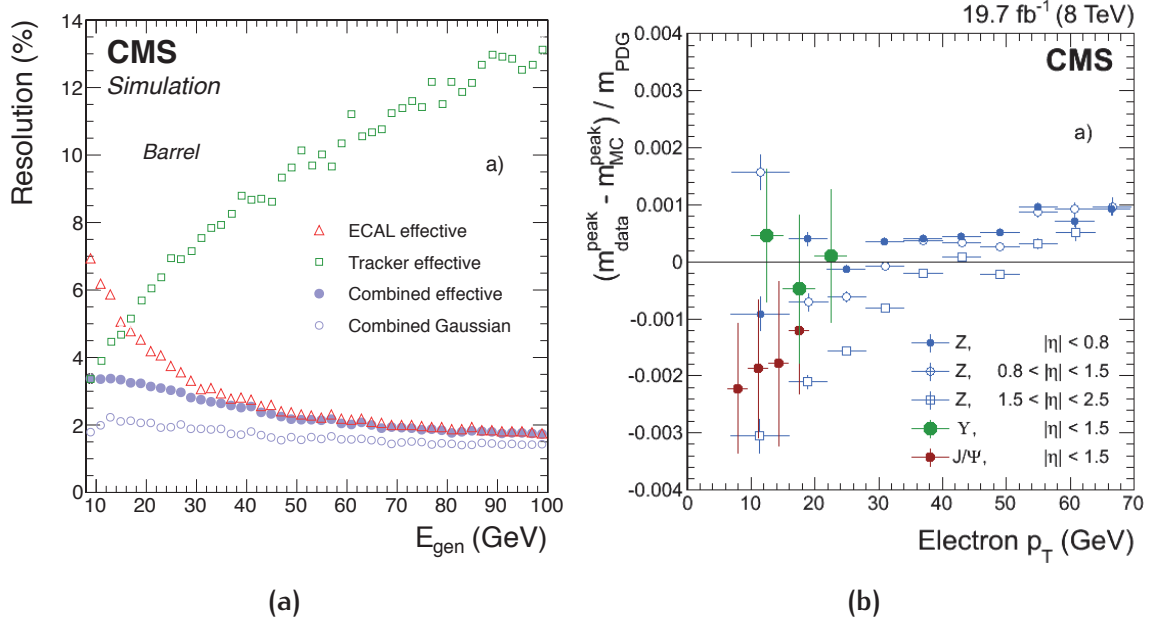 CMS
Simulation
Barrel
a)
ECAL effective
Tracker effective
Combined effective
Combined Gaussian
Resolution (%)
14
12
10
8
6
4
2
0
10 20 30 40 50 60 70 80 90 100
E_gen (GeV)
(a)
19.7 fb⁻¹ (8 TeV)
CMS
a)
(m^peak_data - m^peak_MC) / m_PDG
0.004
0.003
0.002
0.001
0
-0.001
-0.002
-0.003
-0.004
Z, |η| < 0.8
Z, 0.8 < |η| < 1.5
Z, 1.5 < |η| < 2.5
ϒ, |η| < 1.5
J/Ψ, |η| < 1.5
0 10 20 30 40 50 60 70
Electron p_T (GeV)
(b)